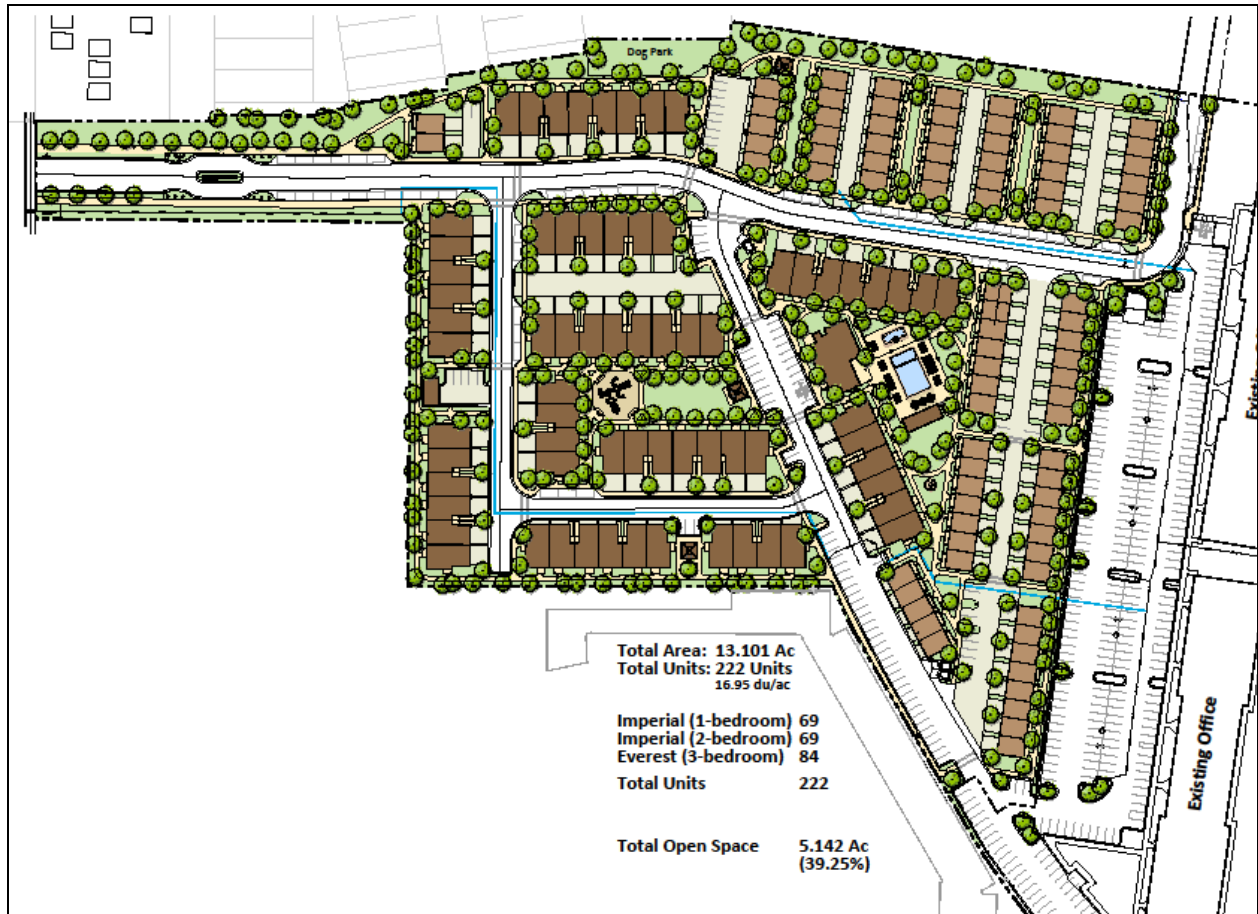 Dog Park
Total Area: 13.101 Ac
Total Units: 222 Units
16.95 du/ac
Imperial (1-bedroom) 69
Imperial (2-bedroom) 69
Everest (3-bedroom) 84
Total Units 222
Total Open Space 5.142 Ac
(39.25%)
Existing Office